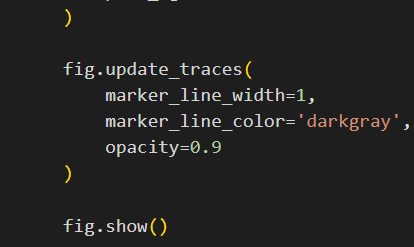 )
fig.update_traces(
    marker_line_width=1,
    marker_line_color='darkgray',
    opacity=0.9
)
fig.show()